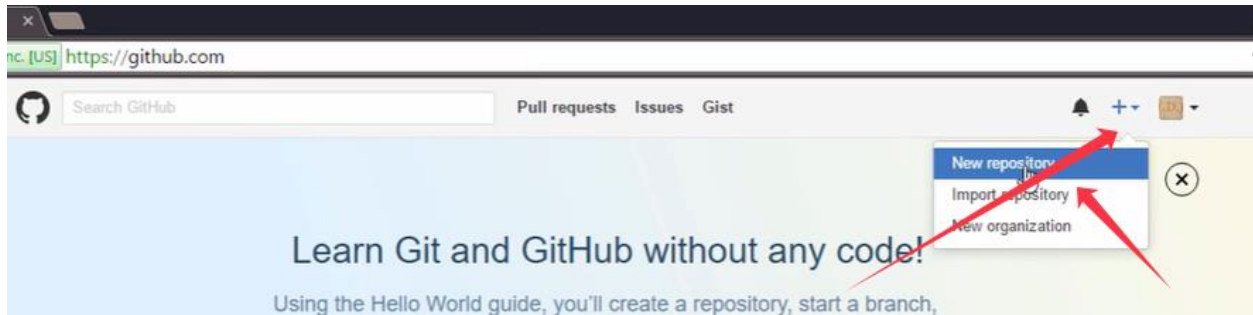 nc. [US] https://github.com
Search GitHub
Pull requests Issues Gist
New repository
Import repository
New organization
Learn Git and GitHub without any code!
Using the Hello World guide, you'll create a repository, start a branch,